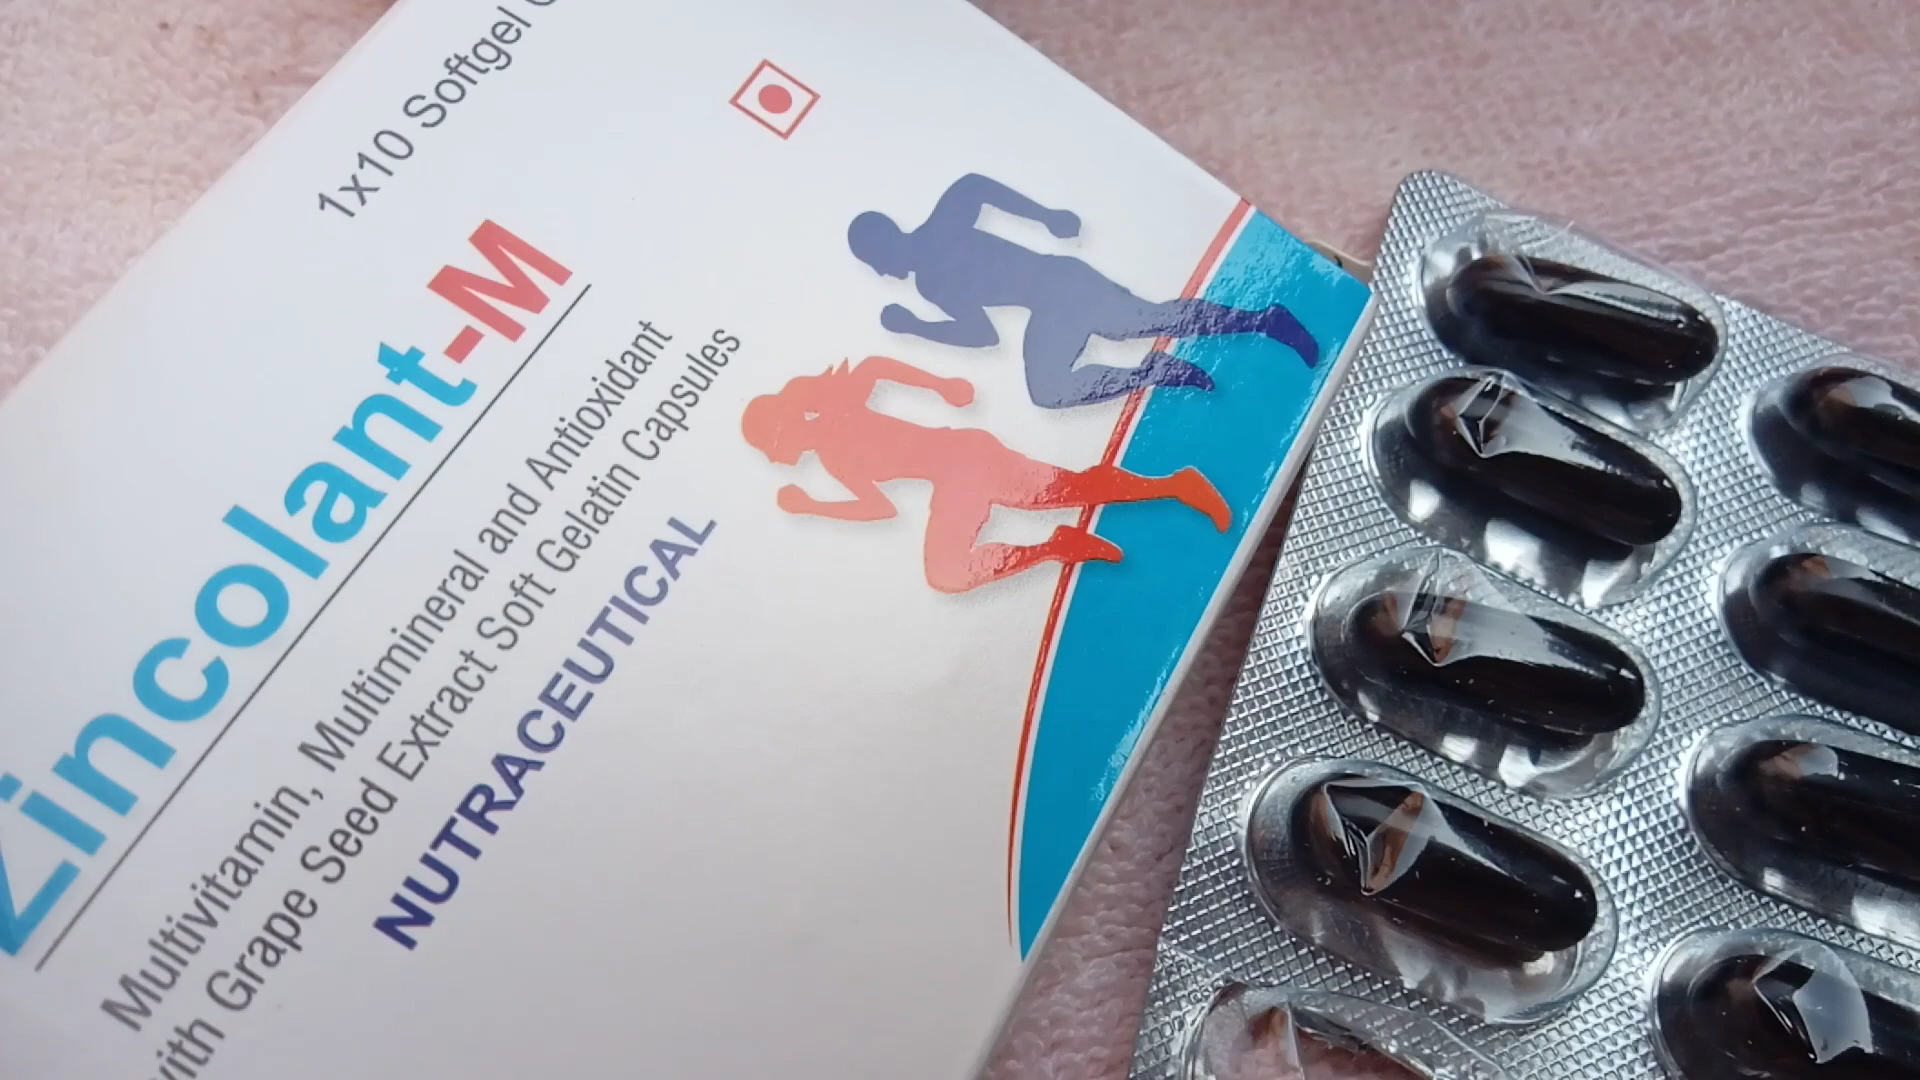 1x10 Softgel
Zincolant-M
Multivitamin, Multimineral and Antioxidant
with Grape Seed Extract Soft Gelatin Capsules
NUTRACEUTICAL